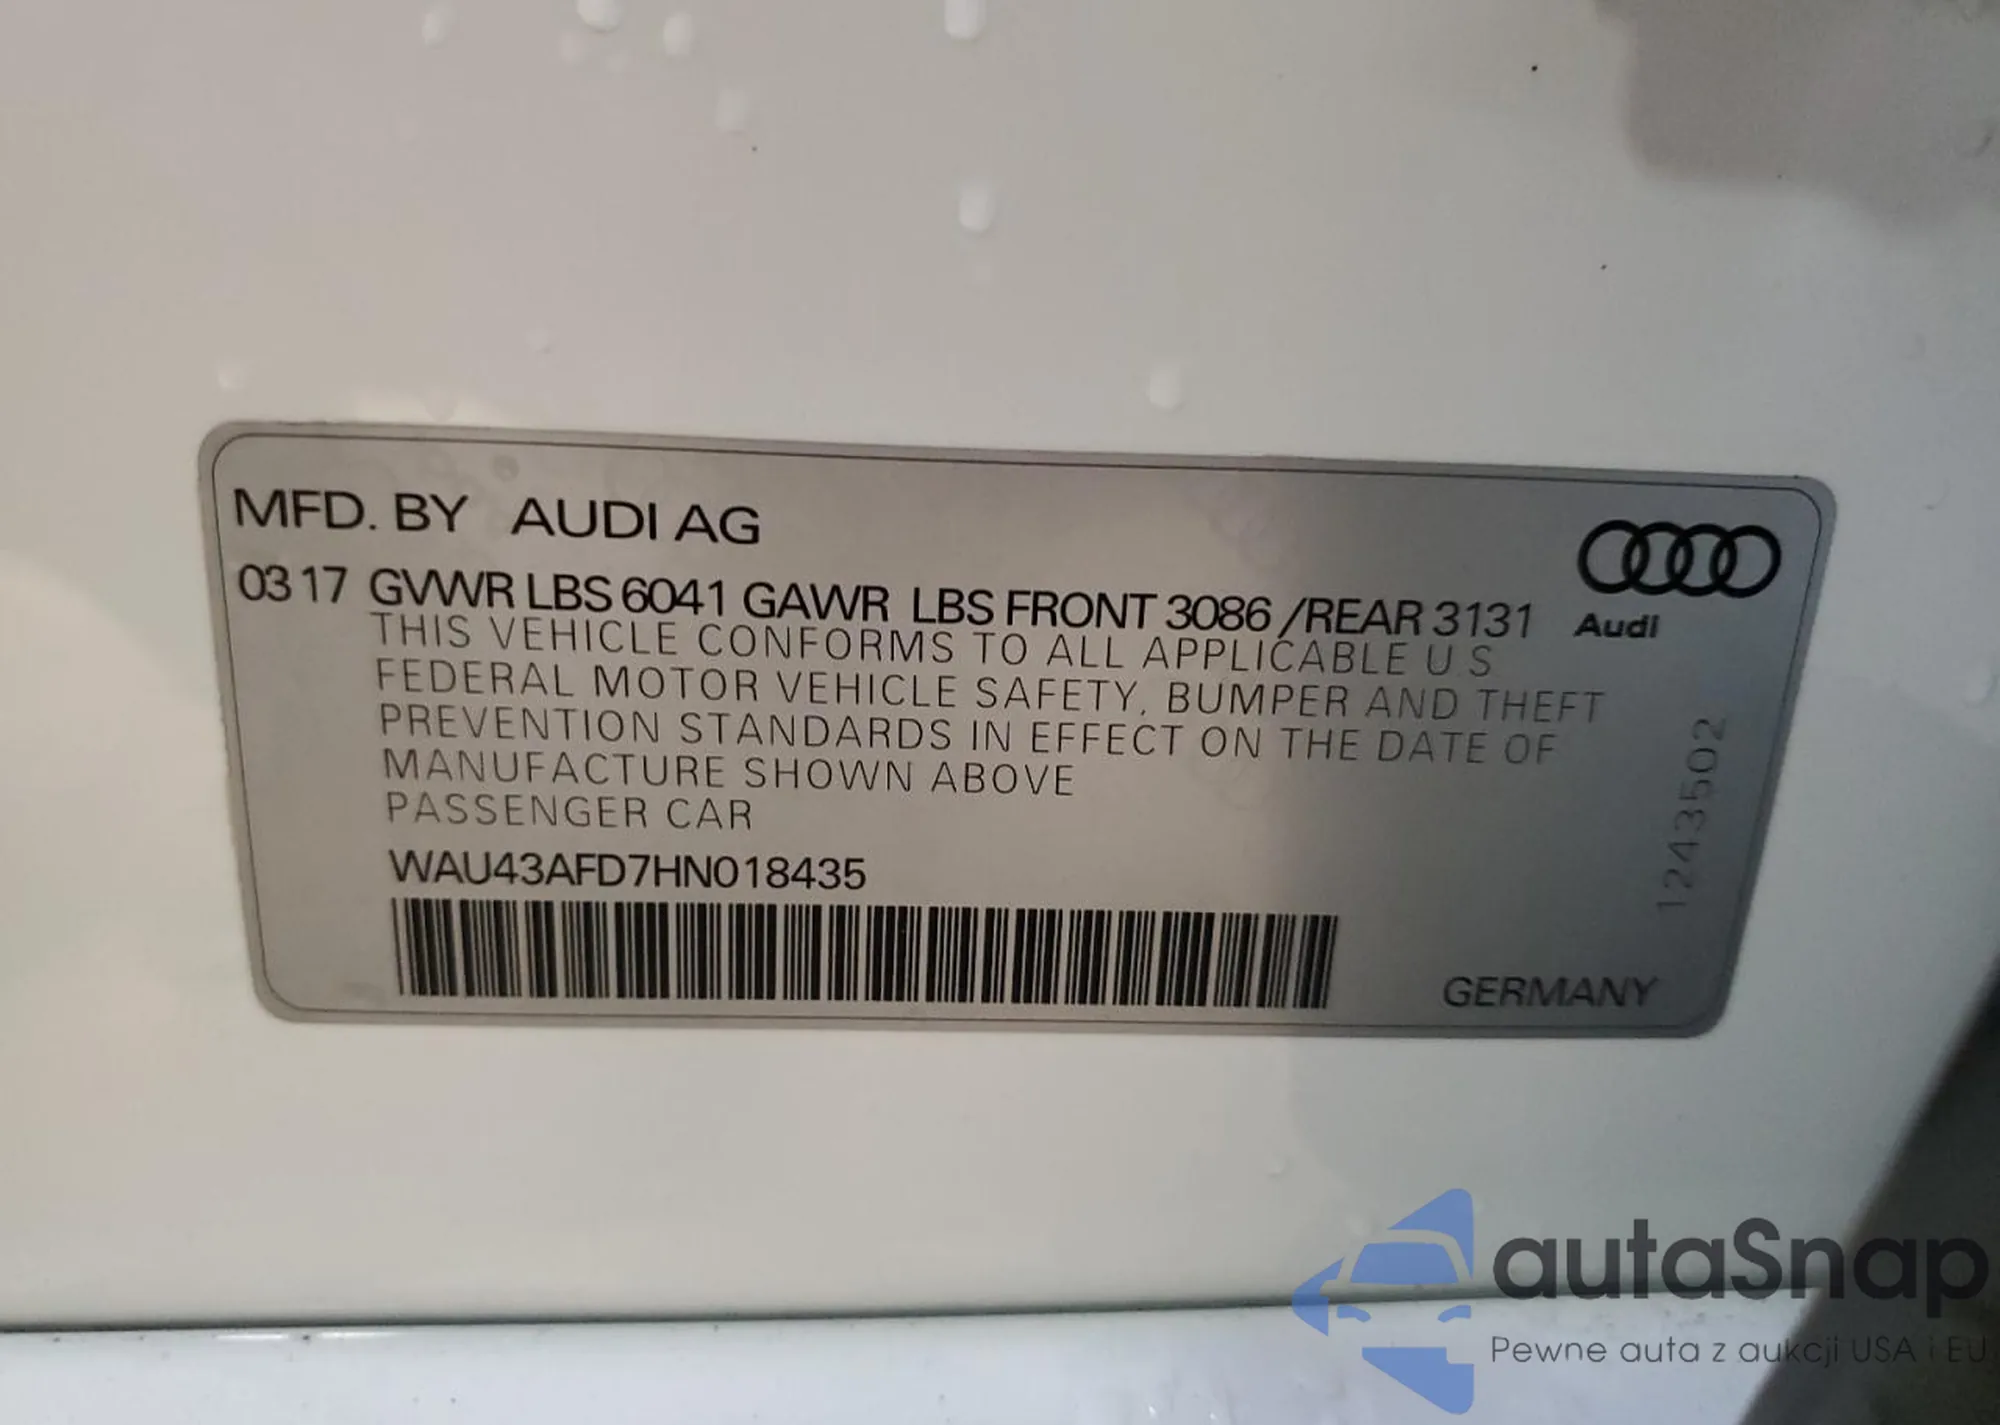 MFD. BY AUDI AG
03 17 GVWR LBS 6041 GAWR LBS FRONT 3086 /REAR 3131
THIS VEHICLE CONFORMS TO ALL APPLICABLE U.S
FEDERAL MOTOR VEHICLE SAFETY, BUMPER AND THEFT
PREVENTION STANDARDS IN EFFECT ON THE DATE OF
MANUFACTURE SHOWN ABOVE
PASSENGER CAR
WAU43AFD7HN018435
Audi
1243502
GERMANY
autaSnap
Pewne auta z aukcji USA i EU